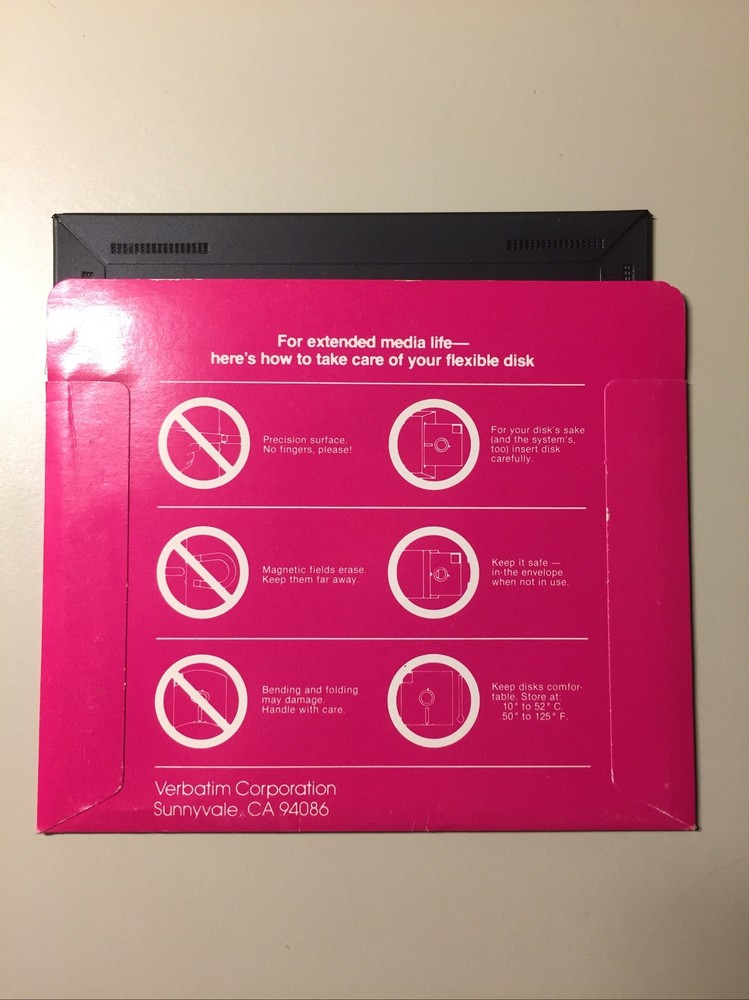 For extended media life—
here's how to take care of your flexible disk
Precision surface.
No fingers, please!
For your disk's sake
(and the system's,
too) insert disk
carefully.
Magnetic fields erase.
Keep them far away.
Keep it safe —
in the envelope
when not in use.
Bending and folding
may damage.
Handle with care.
Keep disks comfor-
table. Store at:
10° to 52° C.
50° to 125° F.
Verbatim Corporation
Sunnyvale, CA 94086